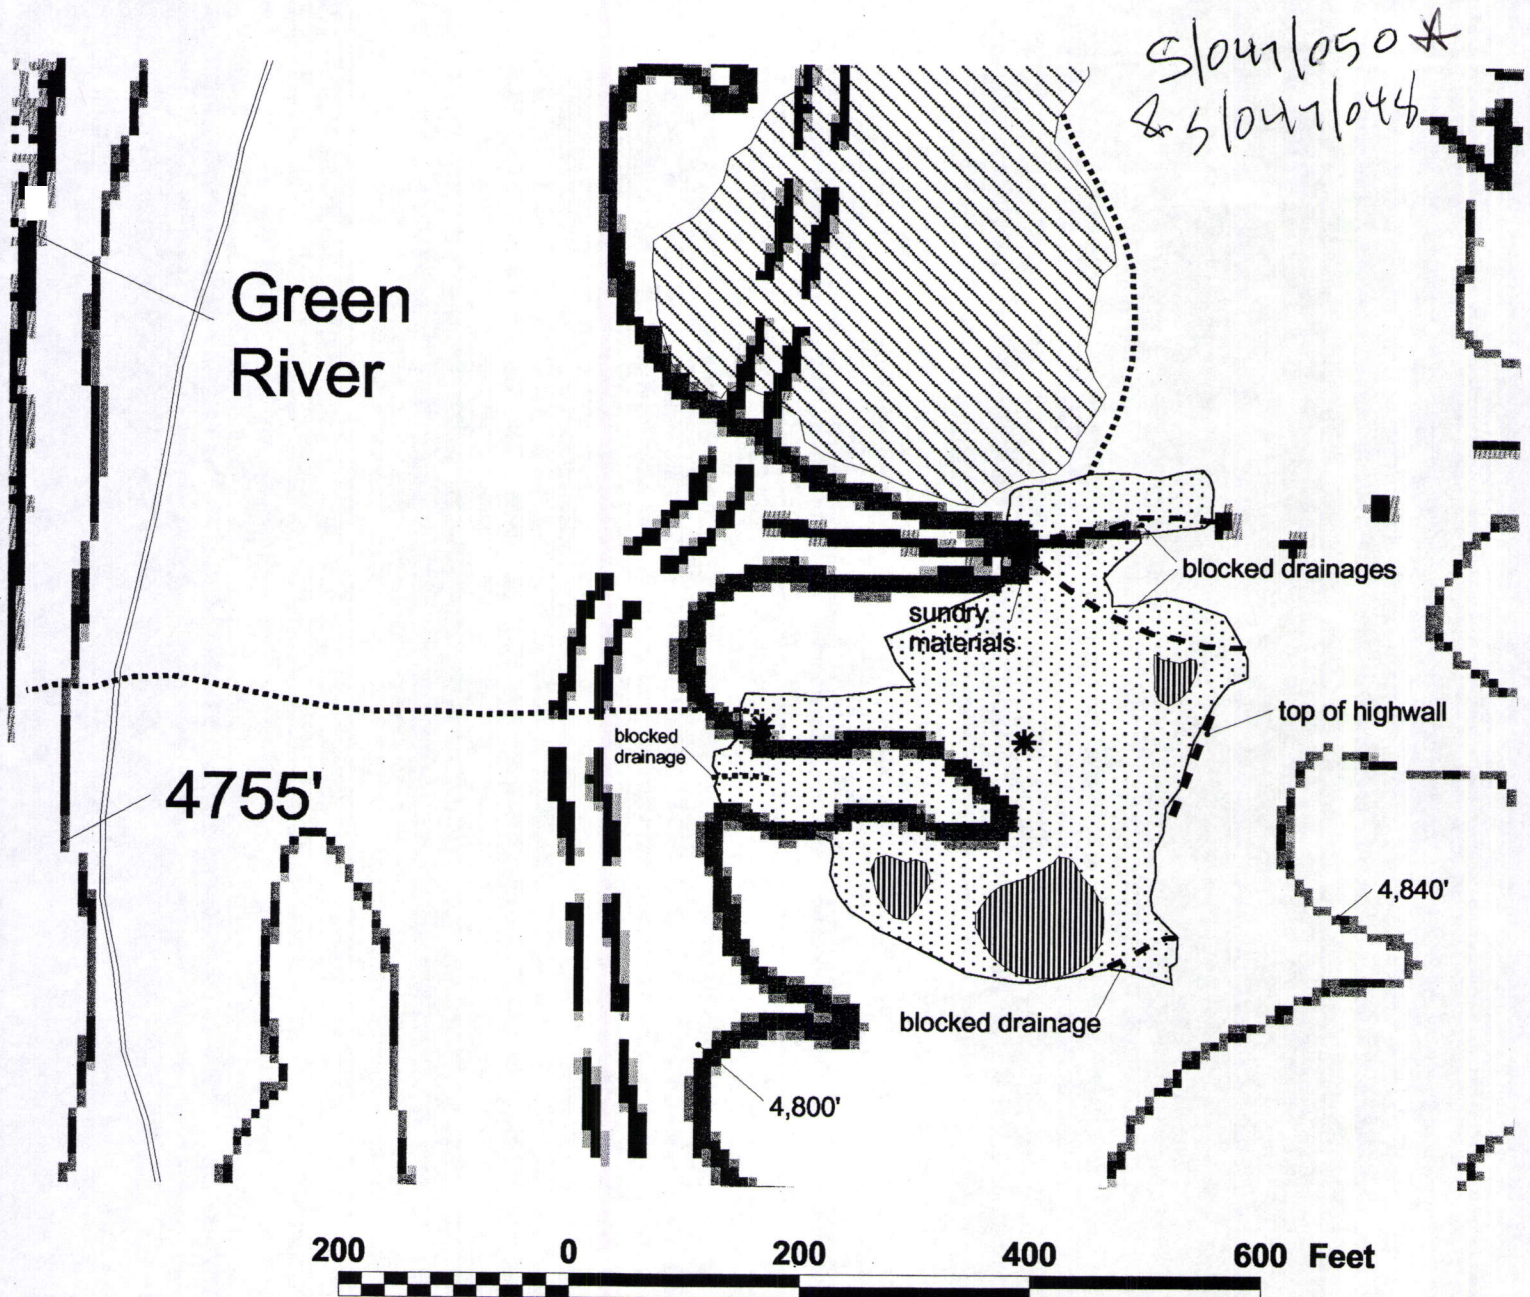 S/047/050
& S/047/048
Green
River
blocked drainages
sundry
materials
top of highwall
blocked
drainage
4755'
4,840'
blocked drainage
4,800'
200 0 200 400 600 Feet